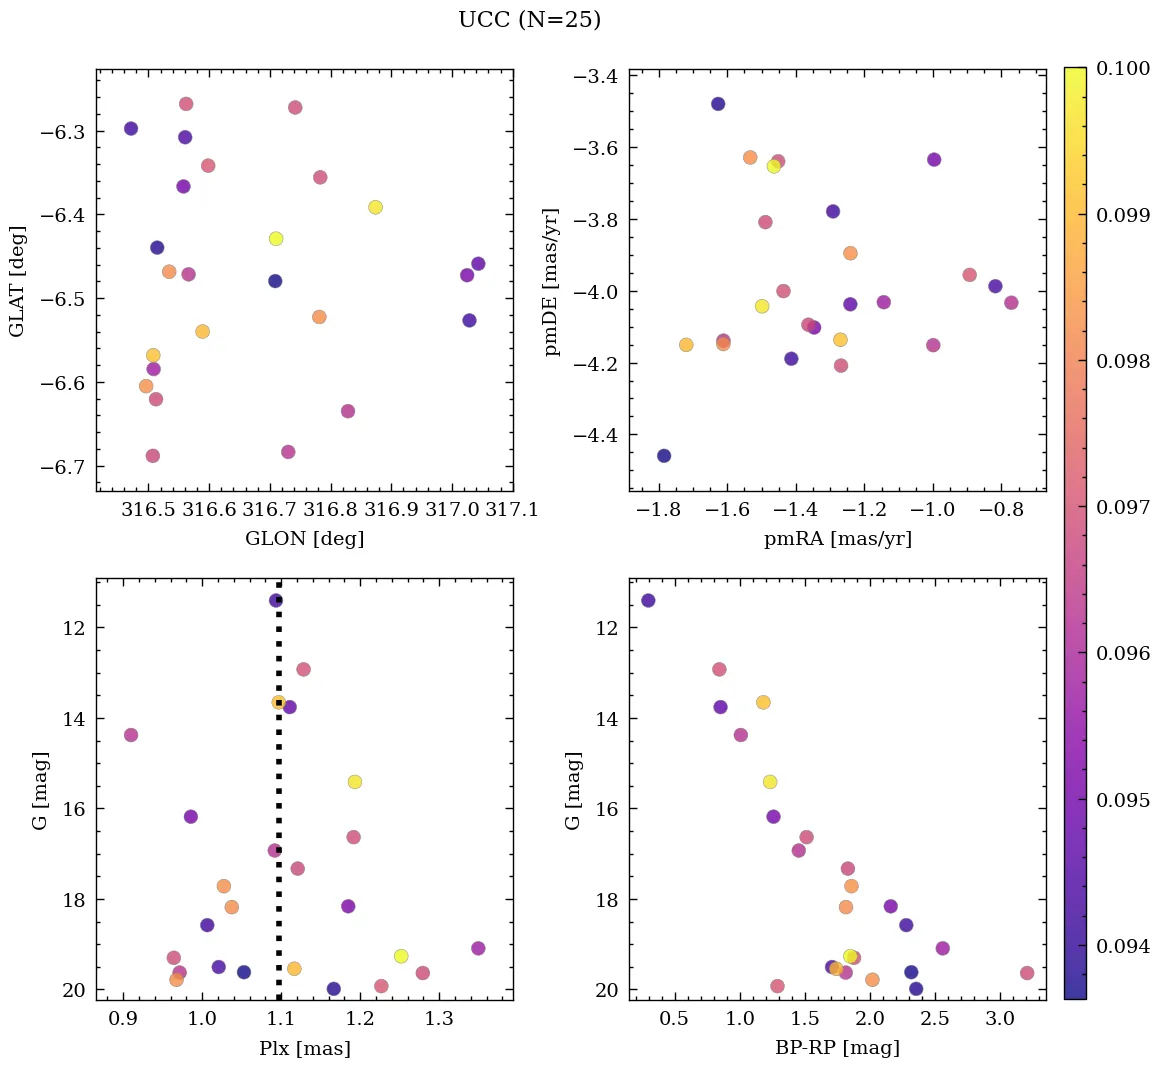 UCC (N=25)
−6.3
−6.4
−6.5
−6.6
−6.7
GLAT [deg]
316.5 316.6 316.7 316.8 316.9 317.0 317.1
GLON [deg]
−3.4
−3.6
−3.8
−4.0
−4.2
−4.4
pmDE [mas/yr]
−1.8 −1.6 −1.4 −1.2 −1.0 −0.8
pmRA [mas/yr]
12
14
16
18
20
G [mag]
0.9 1.0 1.1 1.2 1.3
Plx [mas]
12
14
16
18
20
G [mag]
0.5 1.0 1.5 2.0 2.5 3.0
BP-RP [mag]
0.100
0.099
0.098
0.097
0.096
0.095
0.094